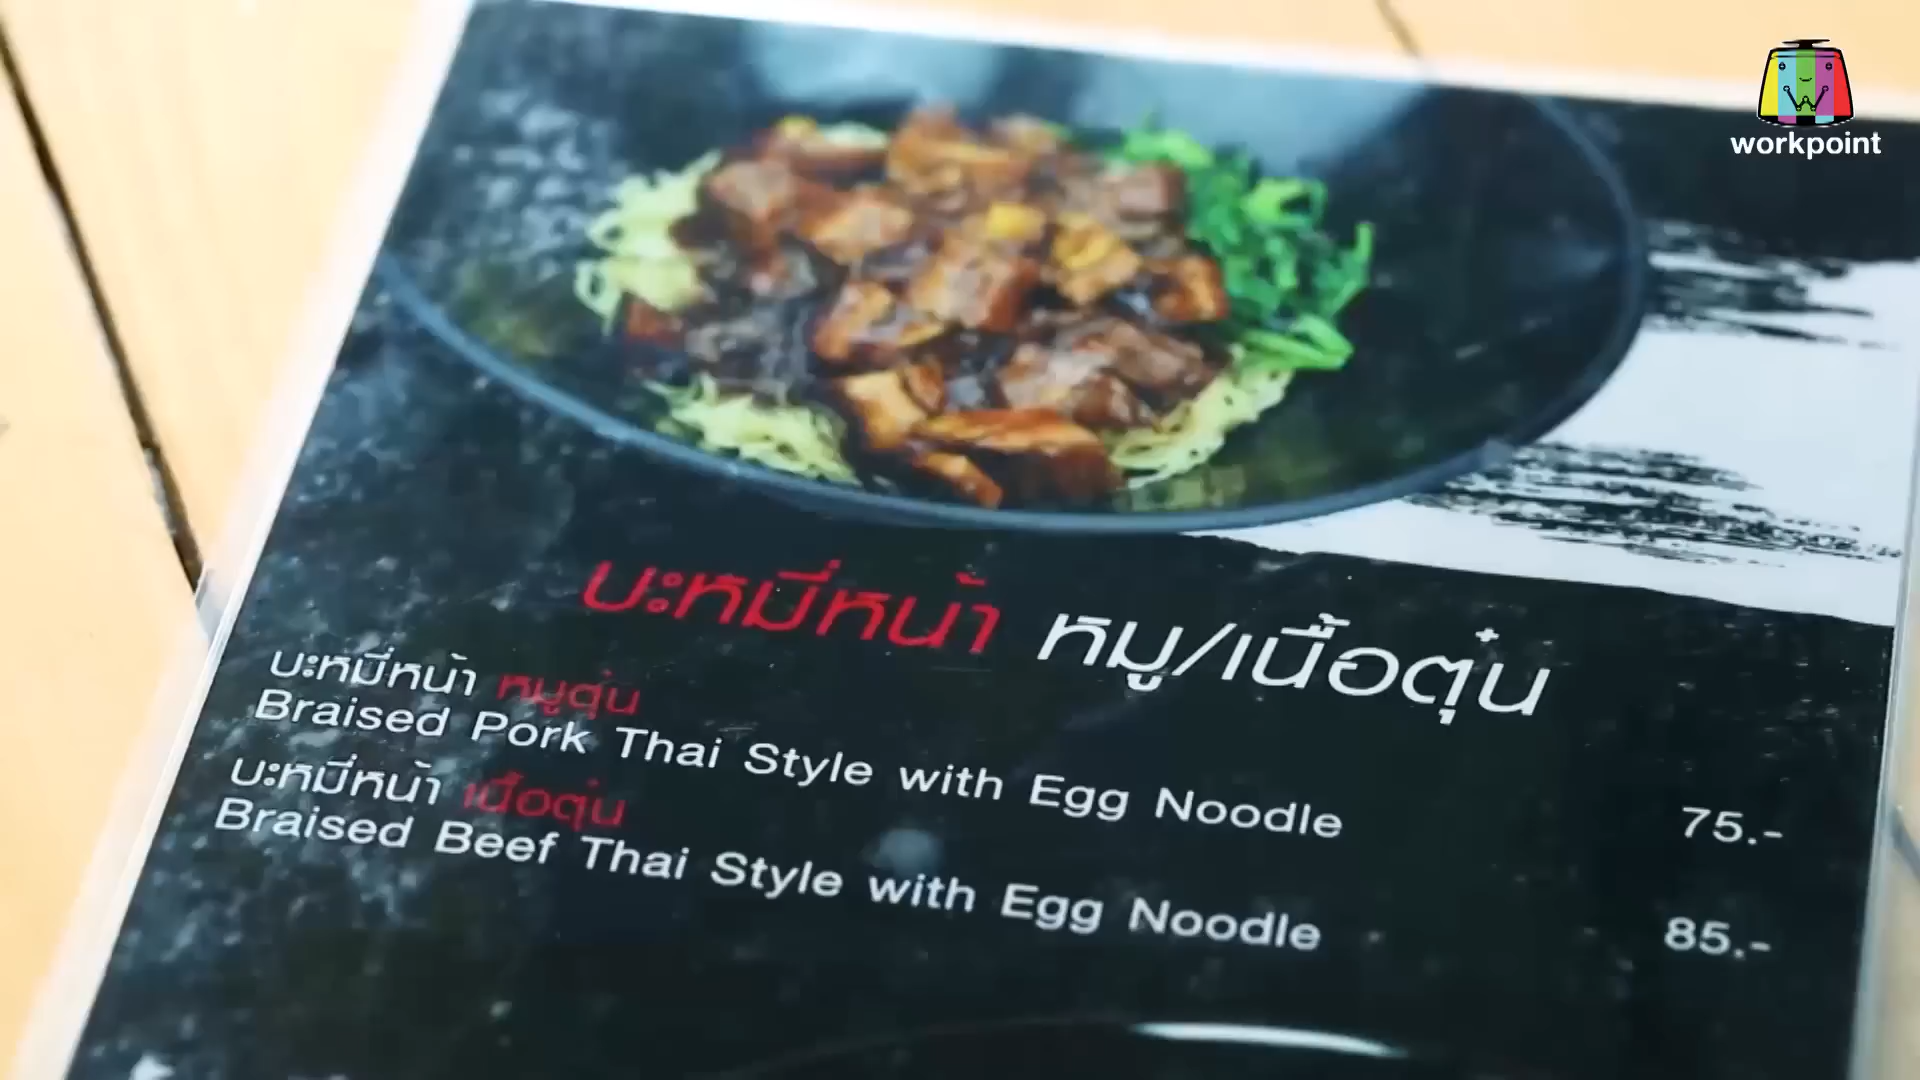 workpoint
บะหมี่หน้า หมู/เนื้อตุ๋น
บะหมี่หน้า หมูตุ๋น
Braised Pork Thai Style with Egg Noodle 75.-
บะหมี่หน้า เนื้อตุ๋น
Braised Beef Thai Style with Egg Noodle 85.-